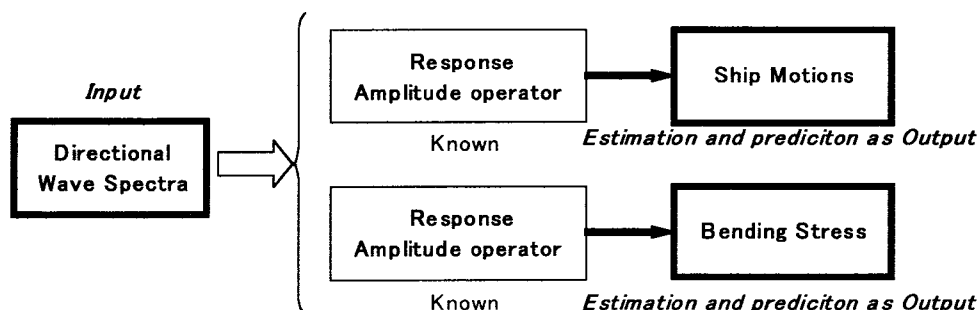 Input
Directional
Wave Spectra
Response
Amplitude operator
Known
Ship Motions
Estimation and prediciton as Output
Response
Amplitude operator
Known
Bending Stress
Estimation and prediciton as Output